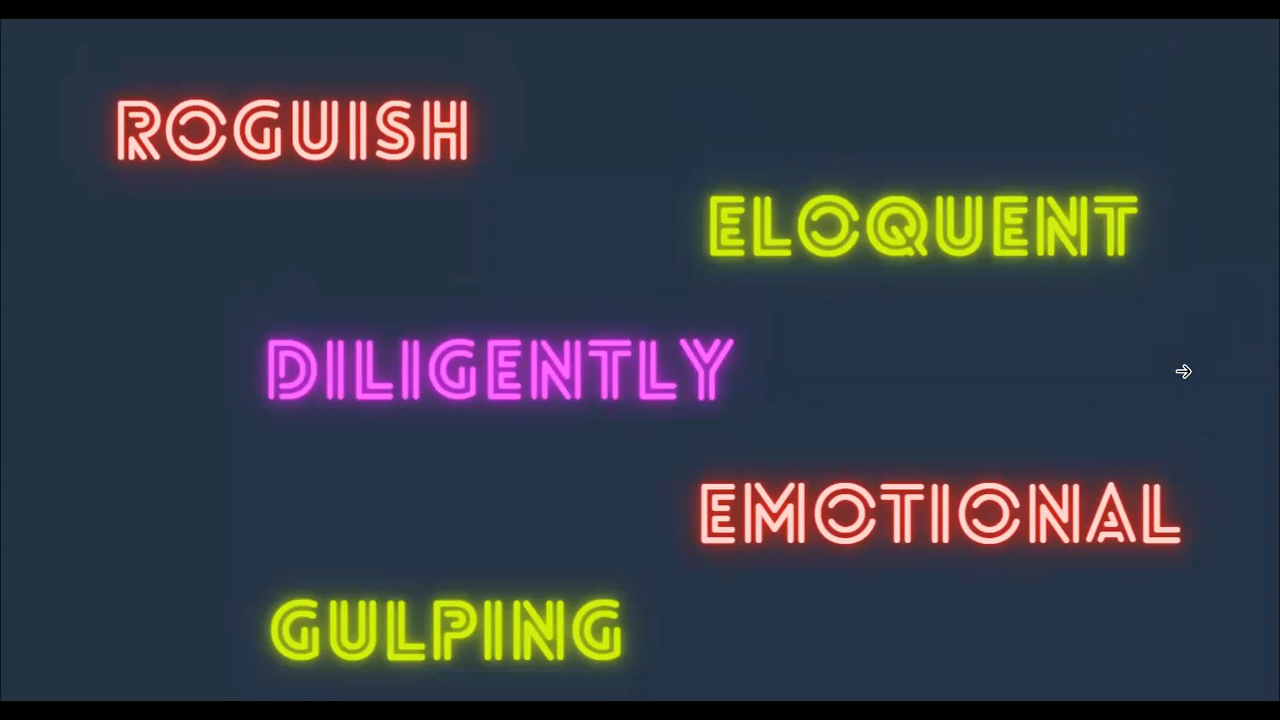 ROGUISH
ELOQUENT
DILIGENTLY
EMOTIONAL
GULPING